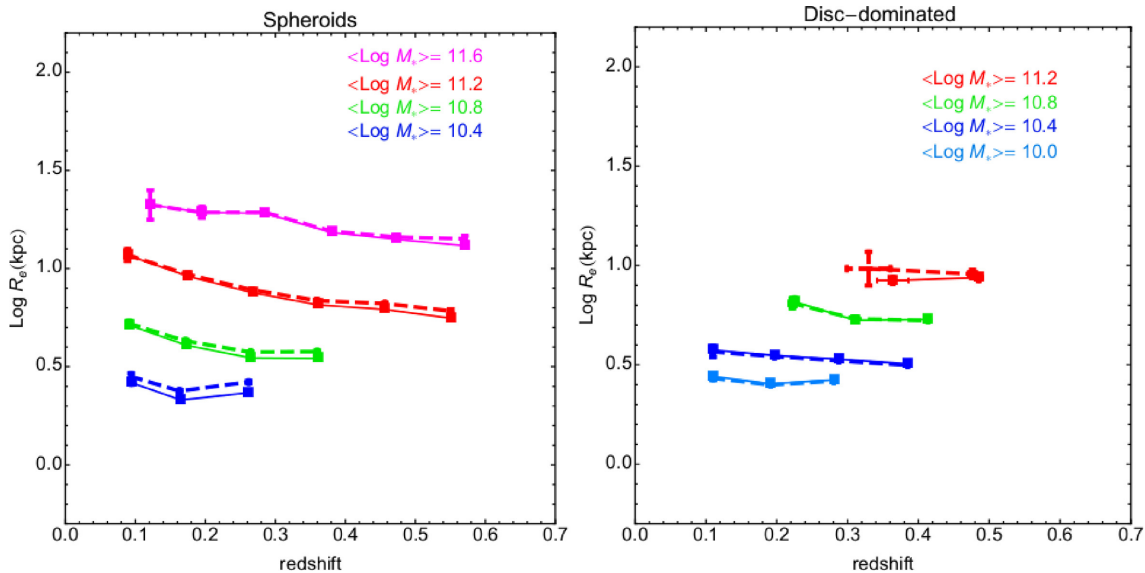 Spheroids
<Log M*>= 11.6
<Log M*>= 11.2
<Log M*>= 10.8
<Log M*>= 10.4
2.0
1.5
1.0
0.5
0.0
Log Re(kpc)
0.0 0.1 0.2 0.3 0.4 0.5 0.6 0.7
redshift
Disc-dominated
<Log M*>= 11.2
<Log M*>= 10.8
<Log M*>= 10.4
<Log M*>= 10.0
2.0
1.5
1.0
0.5
0.0
Log Re(kpc)
0.0 0.1 0.2 0.3 0.4 0.5 0.6 0.7
redshift